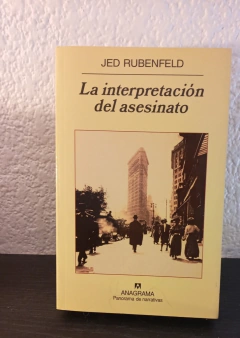 JED RUBENFELD
La interpretación
del asesinato
ANAGRAMA
Panorama de narrativas